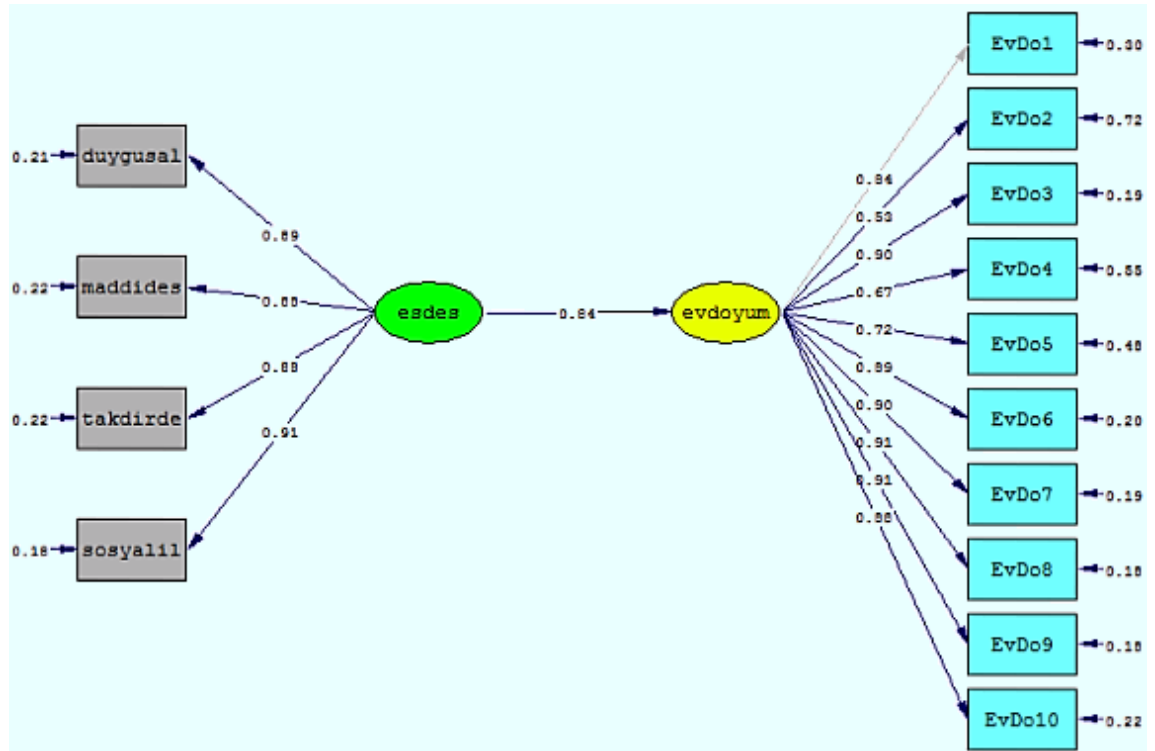 0.21
duygusal
0.22
maddides
0.22
takdirde
0.18
sosyalil
0.89
0.88
0.88
0.91
esdes
0.84
evdoyum
0.84
0.53
0.90
0.67
0.72
0.89
0.90
0.91
0.91
0.88
EvDo1
0.30
EvDo2
0.72
EvDo3
0.19
EvDo4
0.55
EvDo5
0.48
EvDo6
0.20
EvDo7
0.19
EvDo8
0.18
EvDo9
0.18
EvDo10
0.22